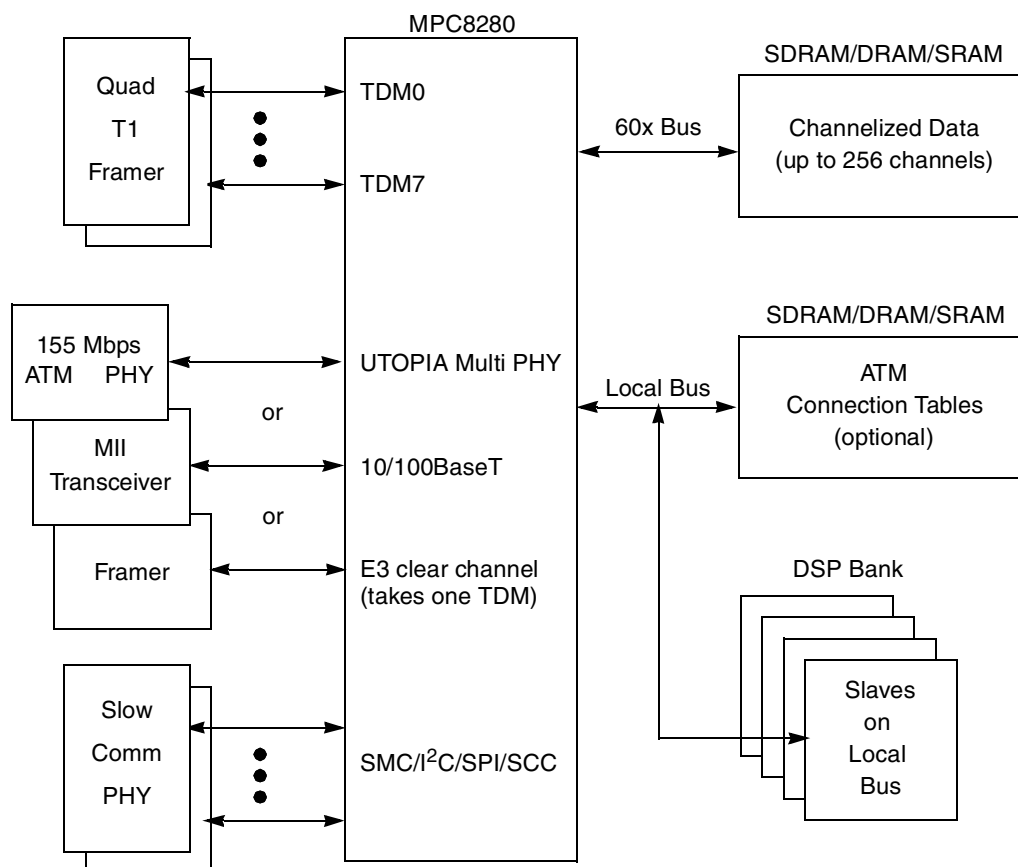 MPC8280
Quad
T1
Framer
TDM0
TDM7
60x Bus
SDRAM/DRAM/SRAM
Channelized Data
(up to 256 channels)
155 Mbps
ATM PHY
UTOPIA Multi PHY
or
MII
Transceiver
10/100BaseT
or
Framer
E3 clear channel
(takes one TDM)
Local Bus
SDRAM/DRAM/SRAM
ATM
Connection Tables
(optional)
DSP Bank
Slaves
on
Local
Bus
Slow
Comm
PHY
SMC/I²C/SPI/SCC